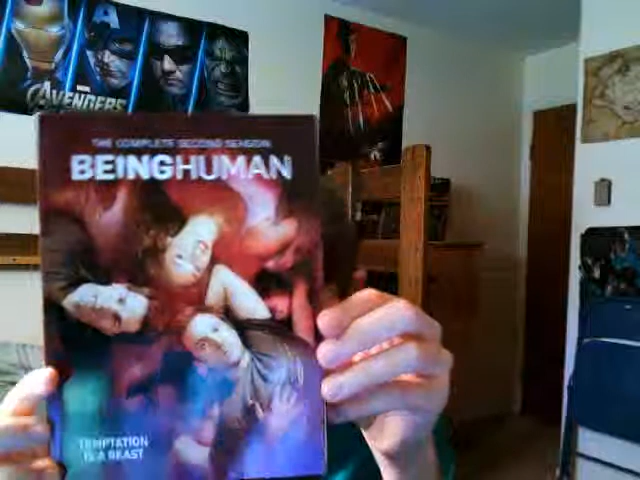 AVENGERS
THE COMPLETE SECOND SEASON
BEINGHUMAN
TEMPTATION
IS A BEAST